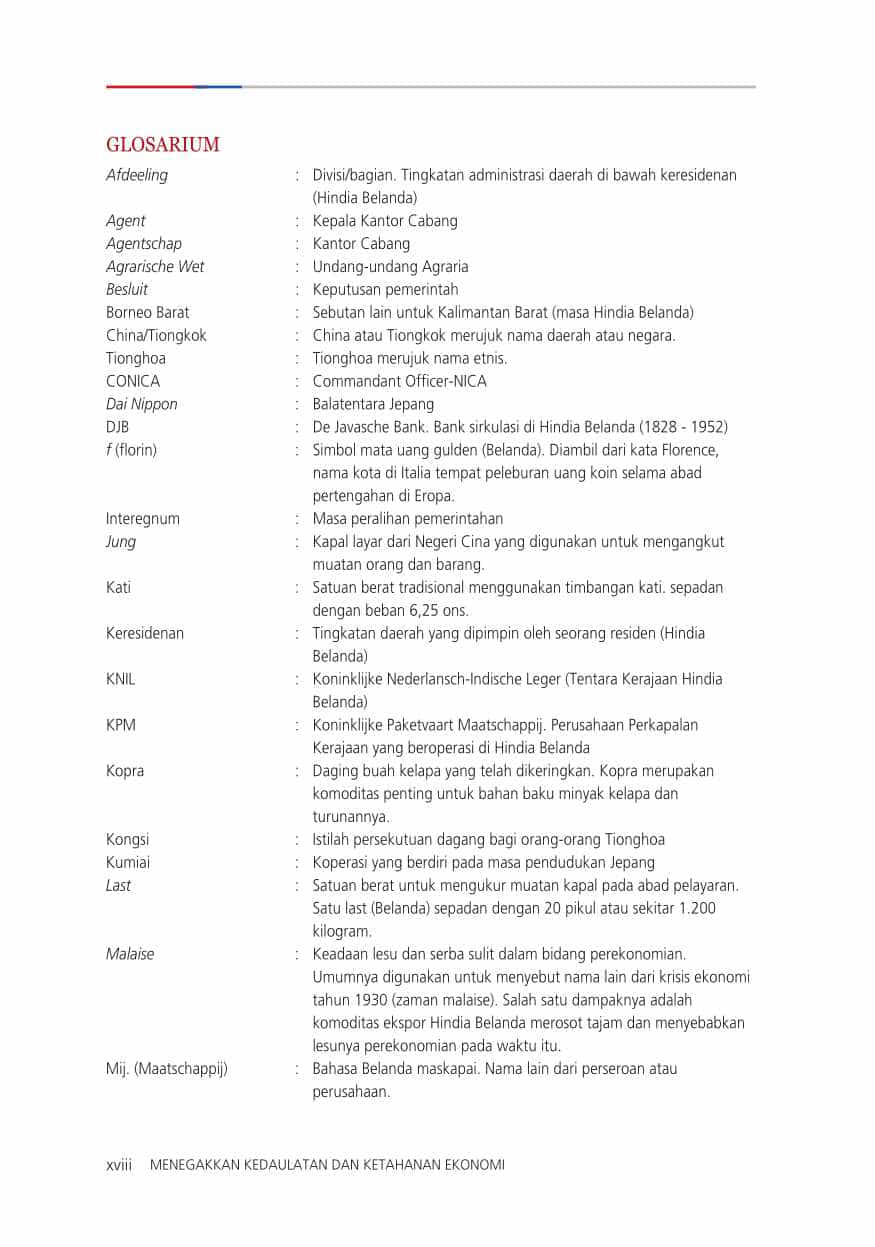 GLOSARIUM
Afdeeling : Divisi/bagian. Tingkatan administrasi daerah di bawah keresidenan
(Hindia Belanda)
Agent : Kepala Kantor Cabang
Agentschap : Kantor Cabang
Agrarische Wet : Undang-undang Agraria
Besluit : Keputusan pemerintah
Borneo Barat : Sebutan lain untuk Kalimantan Barat (masa Hindia Belanda)
China/Tiongkok : China atau Tiongkok merujuk nama daerah atau negara.
Tionghoa : Tionghoa merujuk nama etnis.
CONICA : Commandant Officer-NICA
Dai Nippon : Balatentara Jepang
DJB : De Javasche Bank. Bank sirkulasi di Hindia Belanda (1828 - 1952)
f (florin) : Simbol mata uang gulden (Belanda). Diambil dari kata Florence,
nama kota di Italia tempat peleburan uang koin selama abad
pertengahan di Eropa.
Interegnum : Masa peralihan pemerintahan
Jung : Kapal layar dari Negeri Cina yang digunakan untuk mengangkut
muatan orang dan barang.
Kati : Satuan berat tradisional menggunakan timbangan kati. sepadan
dengan beban 6,25 ons.
Keresidenan : Tingkatan daerah yang dipimpin oleh seorang residen (Hindia
Belanda)
KNIL : Koninklijke Nederlansch-Indische Leger (Tentara Kerajaan Hindia
Belanda)
KPM : Koninklijke Paketvaart Maatschappij. Perusahaan Perkapalan
Kerajaan yang beroperasi di Hindia Belanda
Kopra : Daging buah kelapa yang telah dikeringkan. Kopra merupakan
komoditas penting untuk bahan baku minyak kelapa dan
turunannya.
Kongsi : Istilah persekutuan dagang bagi orang-orang Tionghoa
Kumiai : Koperasi yang berdiri pada masa pendudukan Jepang
Last : Satuan berat untuk mengukur muatan kapal pada abad pelayaran.
Satu last (Belanda) sepadan dengan 20 pikul atau sekitar 1.200
kilogram.
Malaise : Keadaan lesu dan serba sulit dalam bidang perekonomian.
Umumnya digunakan untuk menyebut nama lain dari krisis ekonomi
tahun 1930 (zaman malaise). Salah satu dampaknya adalah
komoditas ekspor Hindia Belanda merosot tajam dan menyebabkan
lesunya perekonomian pada waktu itu.
Mij. (Maatschappij) : Bahasa Belanda maskapai. Nama lain dari perseroan atau
perusahaan.
xviii MENEGAKKAN KEDAULATAN DAN KETAHANAN EKONOMI